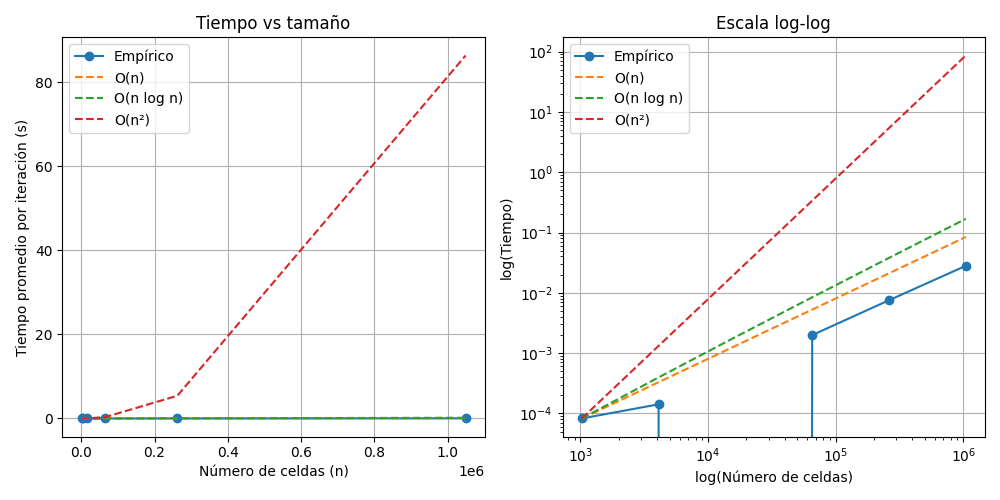 Tiempo vs tamaño
Empírico
O(n)
O(n log n)
O(n²)
Tiempo promedio por iteración (s)
80
60
40
20
0
0.0 0.2 0.4 0.6 0.8 1.0
1e6
Número de celdas (n)
Escala log-log
Empírico
O(n)
O(n log n)
O(n²)
log(Tiempo)
10²
10¹
10⁰
10⁻¹
10⁻²
10⁻³
10⁻⁴
10³ 10⁴ 10⁵ 10⁶
log(Número de celdas)